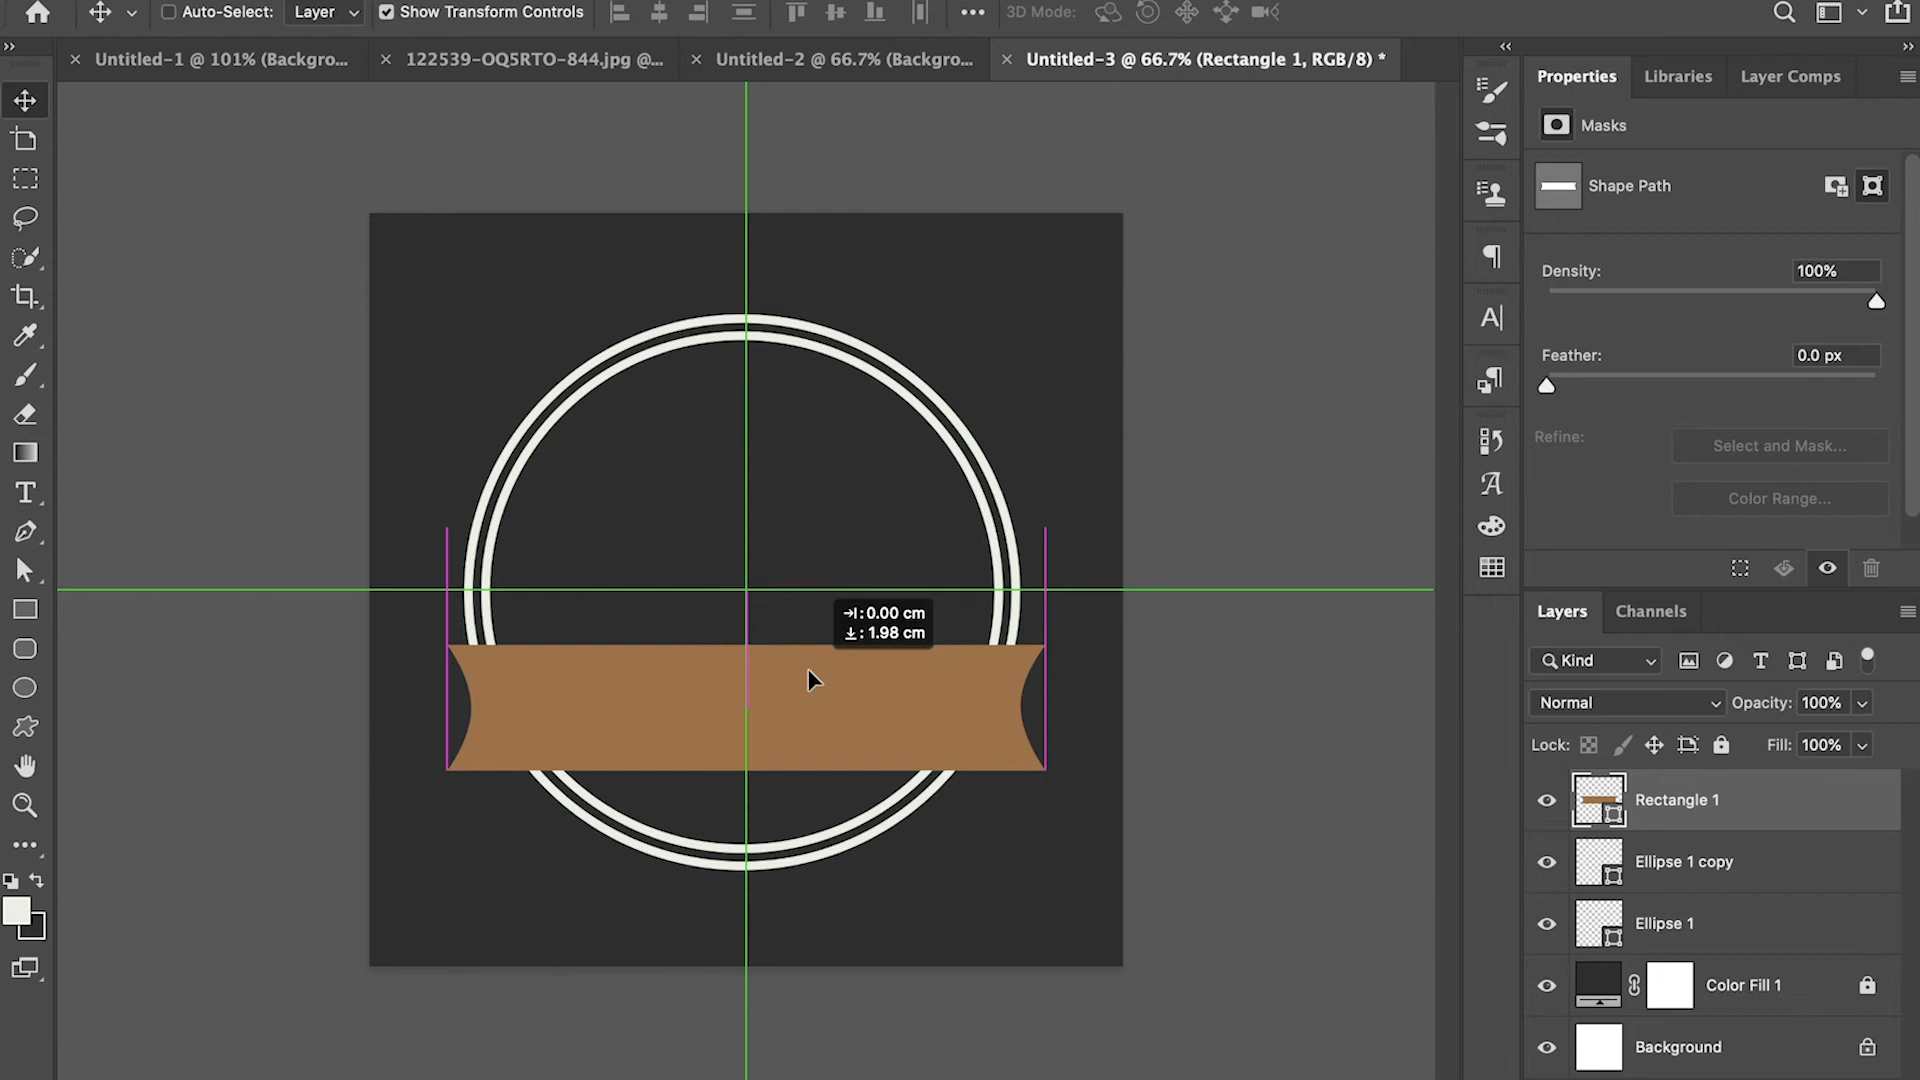 Auto-Select: Layer Show Transform Controls 3D Mode:
Untitled-1 @ 101% (Backgro... 122539-OQ5RTO-844.jpg @... Untitled-2 @ 66.7% (Backgro... Untitled-3 @ 66.7% (Rectangle 1, RGB/8) *
Properties Libraries Layer Comps
Masks
Shape Path
Density: 100%
Feather: 0.0 px
Refine: Select and Mask...
Color Range...
: 0.00 cm
: 1.98 cm
Layers Channels
Kind
Normal Opacity: 100%
Lock: Fill: 100%
Rectangle 1
Ellipse 1 copy
Ellipse 1
Color Fill 1
Background